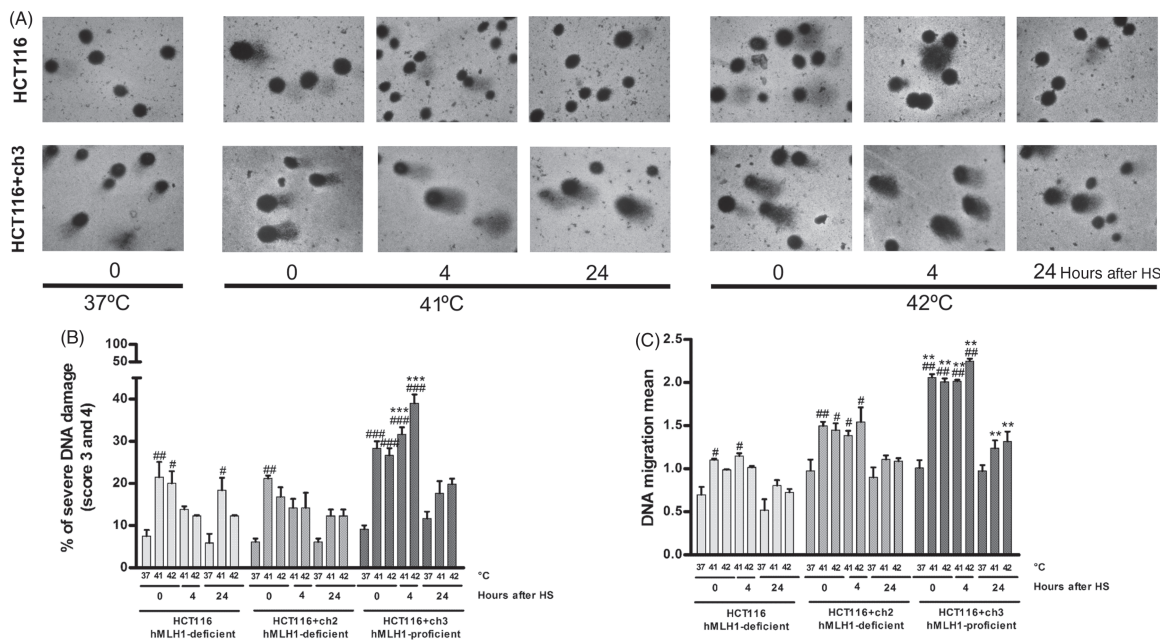 (A)
HCT116
HCT116+ch3
0
0 4 24
0 4 24 Hours after HS
37ºC
41ºC
42ºC
(B)
% of severe DNA damage
(score 3 and 4)
100
50
40
30
20
10
0
## # #
##
### ### *** ### *** ###
37 41 42 41 42 37 41 42 37 41 42 41 42 37 41 42 37 41 42 41 42 37 41 42 °C
0 4 24 0 4 24 0 4 24 Hours after HS
HCT116
hMLH1-deficient
HCT116+ch2
hMLH1-deficient
HCT116+ch3
hMLH1-proficient
(C)
DNA migration mean
2.5
2.0
1.5
1.0
0.5
0.0
# #
## # # #
** ## ** ## ** ## ** ## ** **
37 41 42 41 42 37 41 42 37 41 42 41 42 37 41 42 37 41 42 41 42 37 41 42 °C
0 4 24 0 4 24 0 4 24 Hours after HS
HCT116
hMLH1-deficient
HCT116+ch2
hMLH1-deficient
HCT116+ch3
hMLH1-proficient